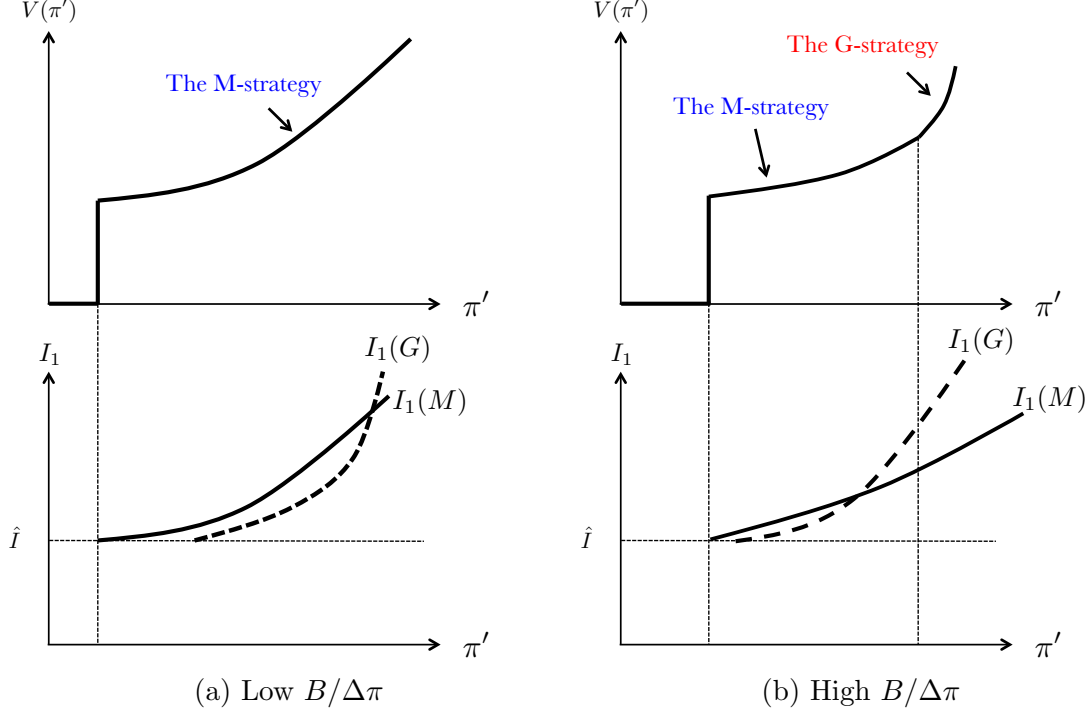 V(π′)
The M-strategy
π′
I₁
I₁(G)
I₁(M)
Î
π′
(a) Low B/Δπ
V(π′)
The G-strategy
The M-strategy
π′
I₁
I₁(G)
I₁(M)
Î
π′
(b) High B/Δπ